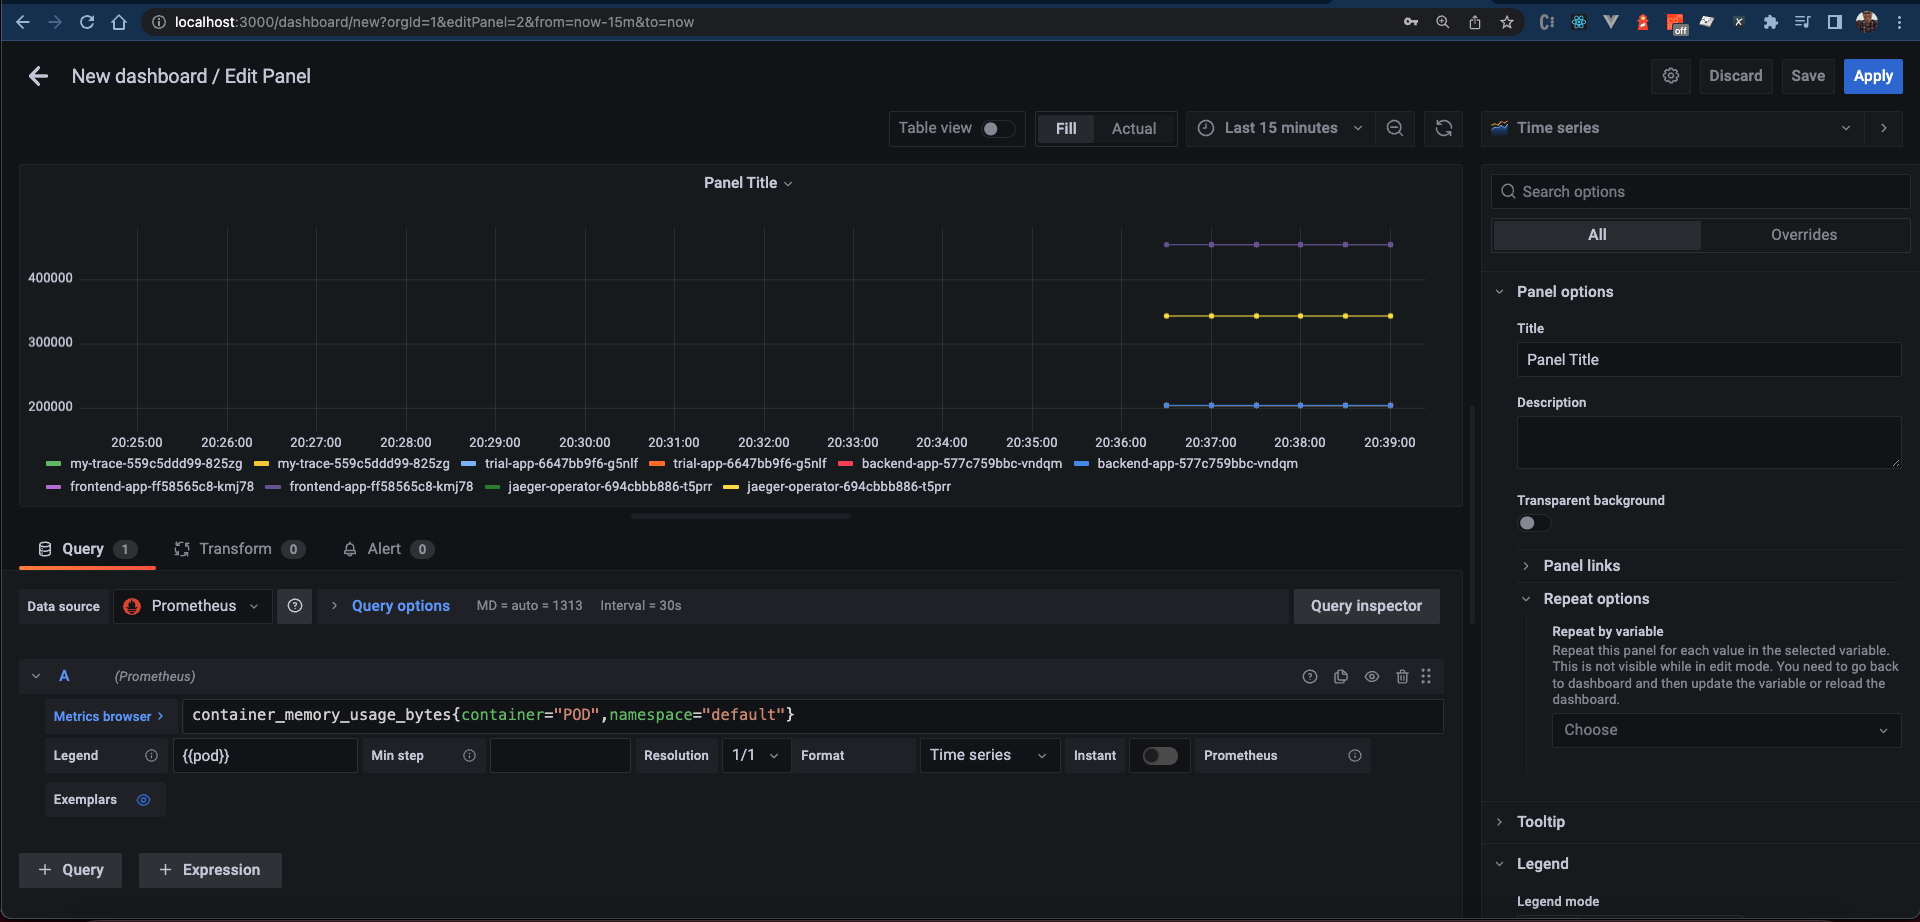 localhost:3000/dashboard/new?orgId=1&editPanel=2&from=now-15m&to=now
off
New dashboard / Edit Panel
Discard
Save
Apply
Table view
Fill
Actual
Last 15 minutes
Time series
Panel Title
400000
300000
200000
20:25:00 20:26:00 20:27:00 20:28:00 20:29:00 20:30:00 20:31:00 20:32:00 20:33:00 20:34:00 20:35:00 20:36:00 20:37:00 20:38:00 20:39:00
my-trace-559c5ddd99-825zg my-trace-559c5ddd99-825zg trial-app-6647bb9f6-g5nlf trial-app-6647bb9f6-g5nlf backend-app-577c759bbc-vndqm backend-app-577c759bbc-vndqm
frontend-app-ff58565c8-kmj78 frontend-app-ff58565c8-kmj78 jaeger-operator-694cbbb886-t5prr jaeger-operator-694cbbb886-t5prr
Query 1
Transform 0
Alert 0
Data source
Prometheus
Query options
MD = auto = 1313
Interval = 30s
Query inspector
A
(Prometheus)
Metrics browser >
container_memory_usage_bytes{container="POD",namespace="default"}
Legend
{{pod}}
Min step
Resolution
1/1
Format
Time series
Instant
Prometheus
Exemplars
+ Query
+ Expression
Search options
All
Overrides
Panel options
Title
Panel Title
Description
Transparent background
Panel links
Repeat options
Repeat by variable
Repeat this panel for each value in the selected variable.
This is not visible while in edit mode. You need to go back
to dashboard and then update the variable or reload the
dashboard.
Choose
Tooltip
Legend
Legend mode